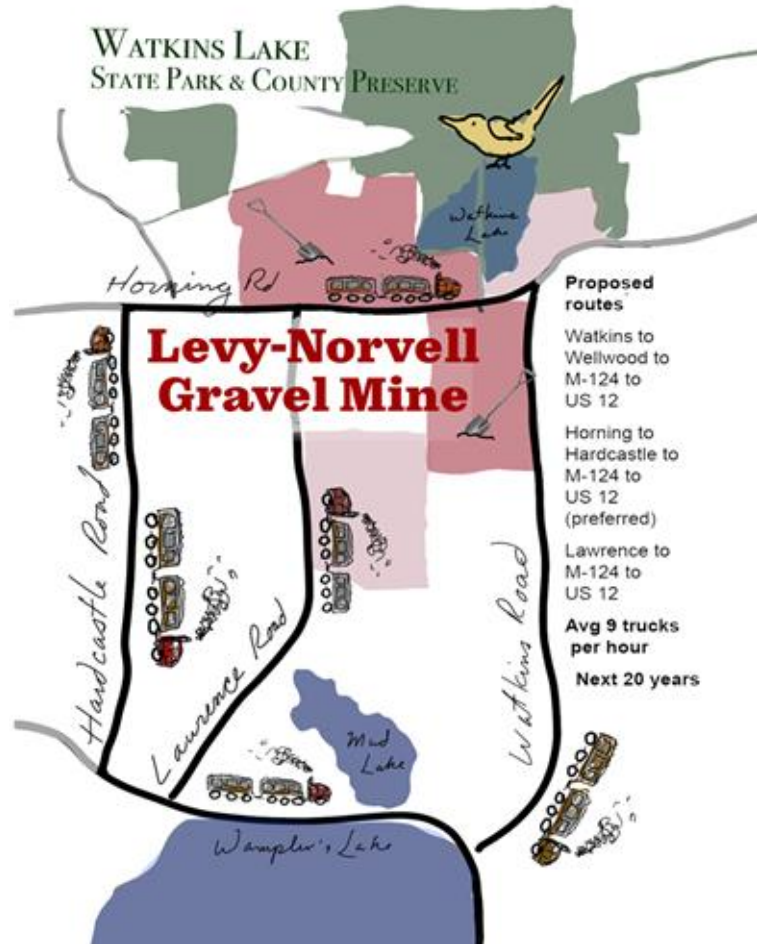 WATKINS LAKE
STATE PARK & COUNTY PRESERVE
Watkins
Lake
Horning Rd
Levy-Norvell
Gravel Mine
Proposed
routes
Watkins to
Wellwood to
M-124 to
US 12
Horning to
Hardcastle to
M-124 to
US 12
(preferred)
Lawrence to
M-124 to
US 12
Avg 9 trucks
per hour
Next 20 years
Hardcastle Road
Lawrence Road
Watkins Road
Mud
Lake
Wampler's Lake